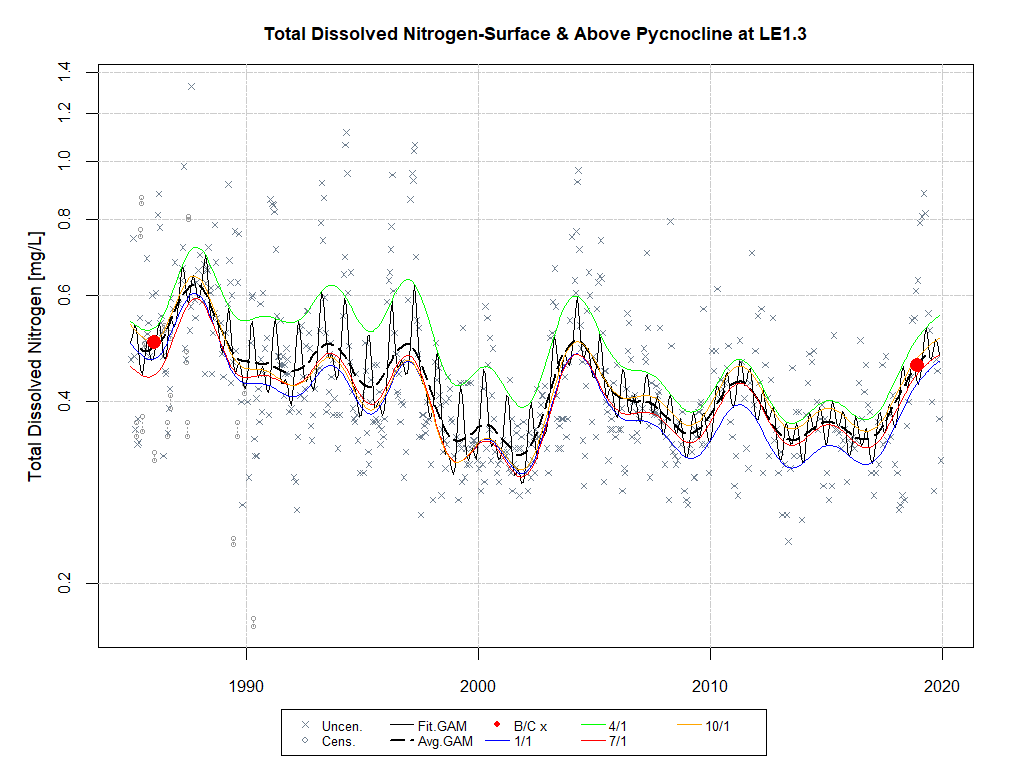 Total Dissolved Nitrogen-Surface & Above Pycnocline at LE1.3
Total Dissolved Nitrogen [mg/L]
1.4
1.2
1.0
0.8
0.6
0.4
0.2
1990 2000 2010 2020
Uncen. Fit.GAM B/C x 4/1 10/1
Cens. Avg.GAM 1/1 7/1